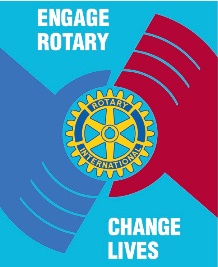 ENGAGE
ROTARY
ROTARY
INTERNATIONAL
CHANGE
LIVES